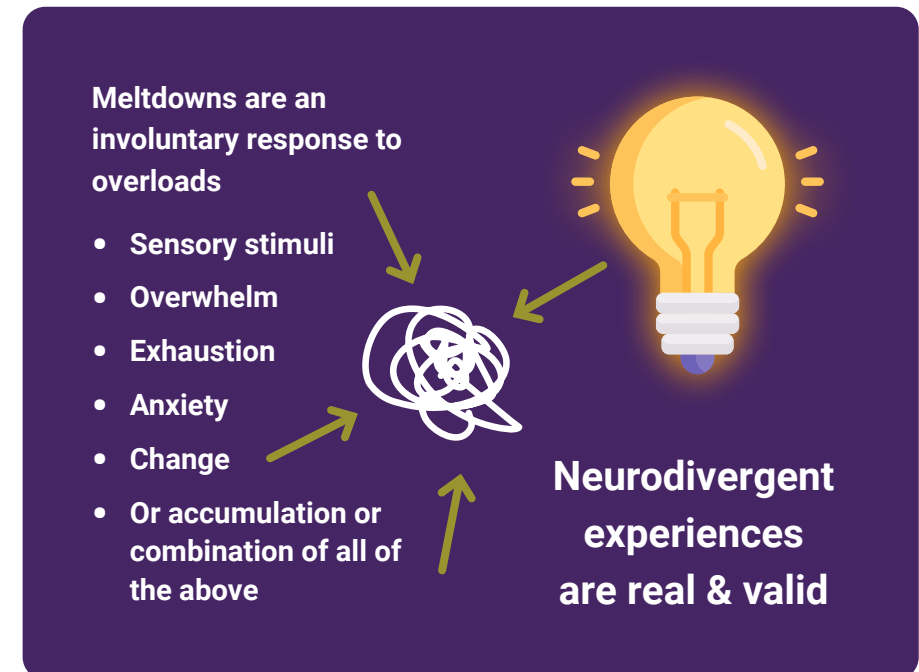 Meltdowns are an
involuntary response to
overloads
• Sensory stimuli
• Overwhelm
• Exhaustion
• Anxiety
• Change
• Or accumulation or
combination of all of
the above
Neurodivergent
experiences
are real & valid